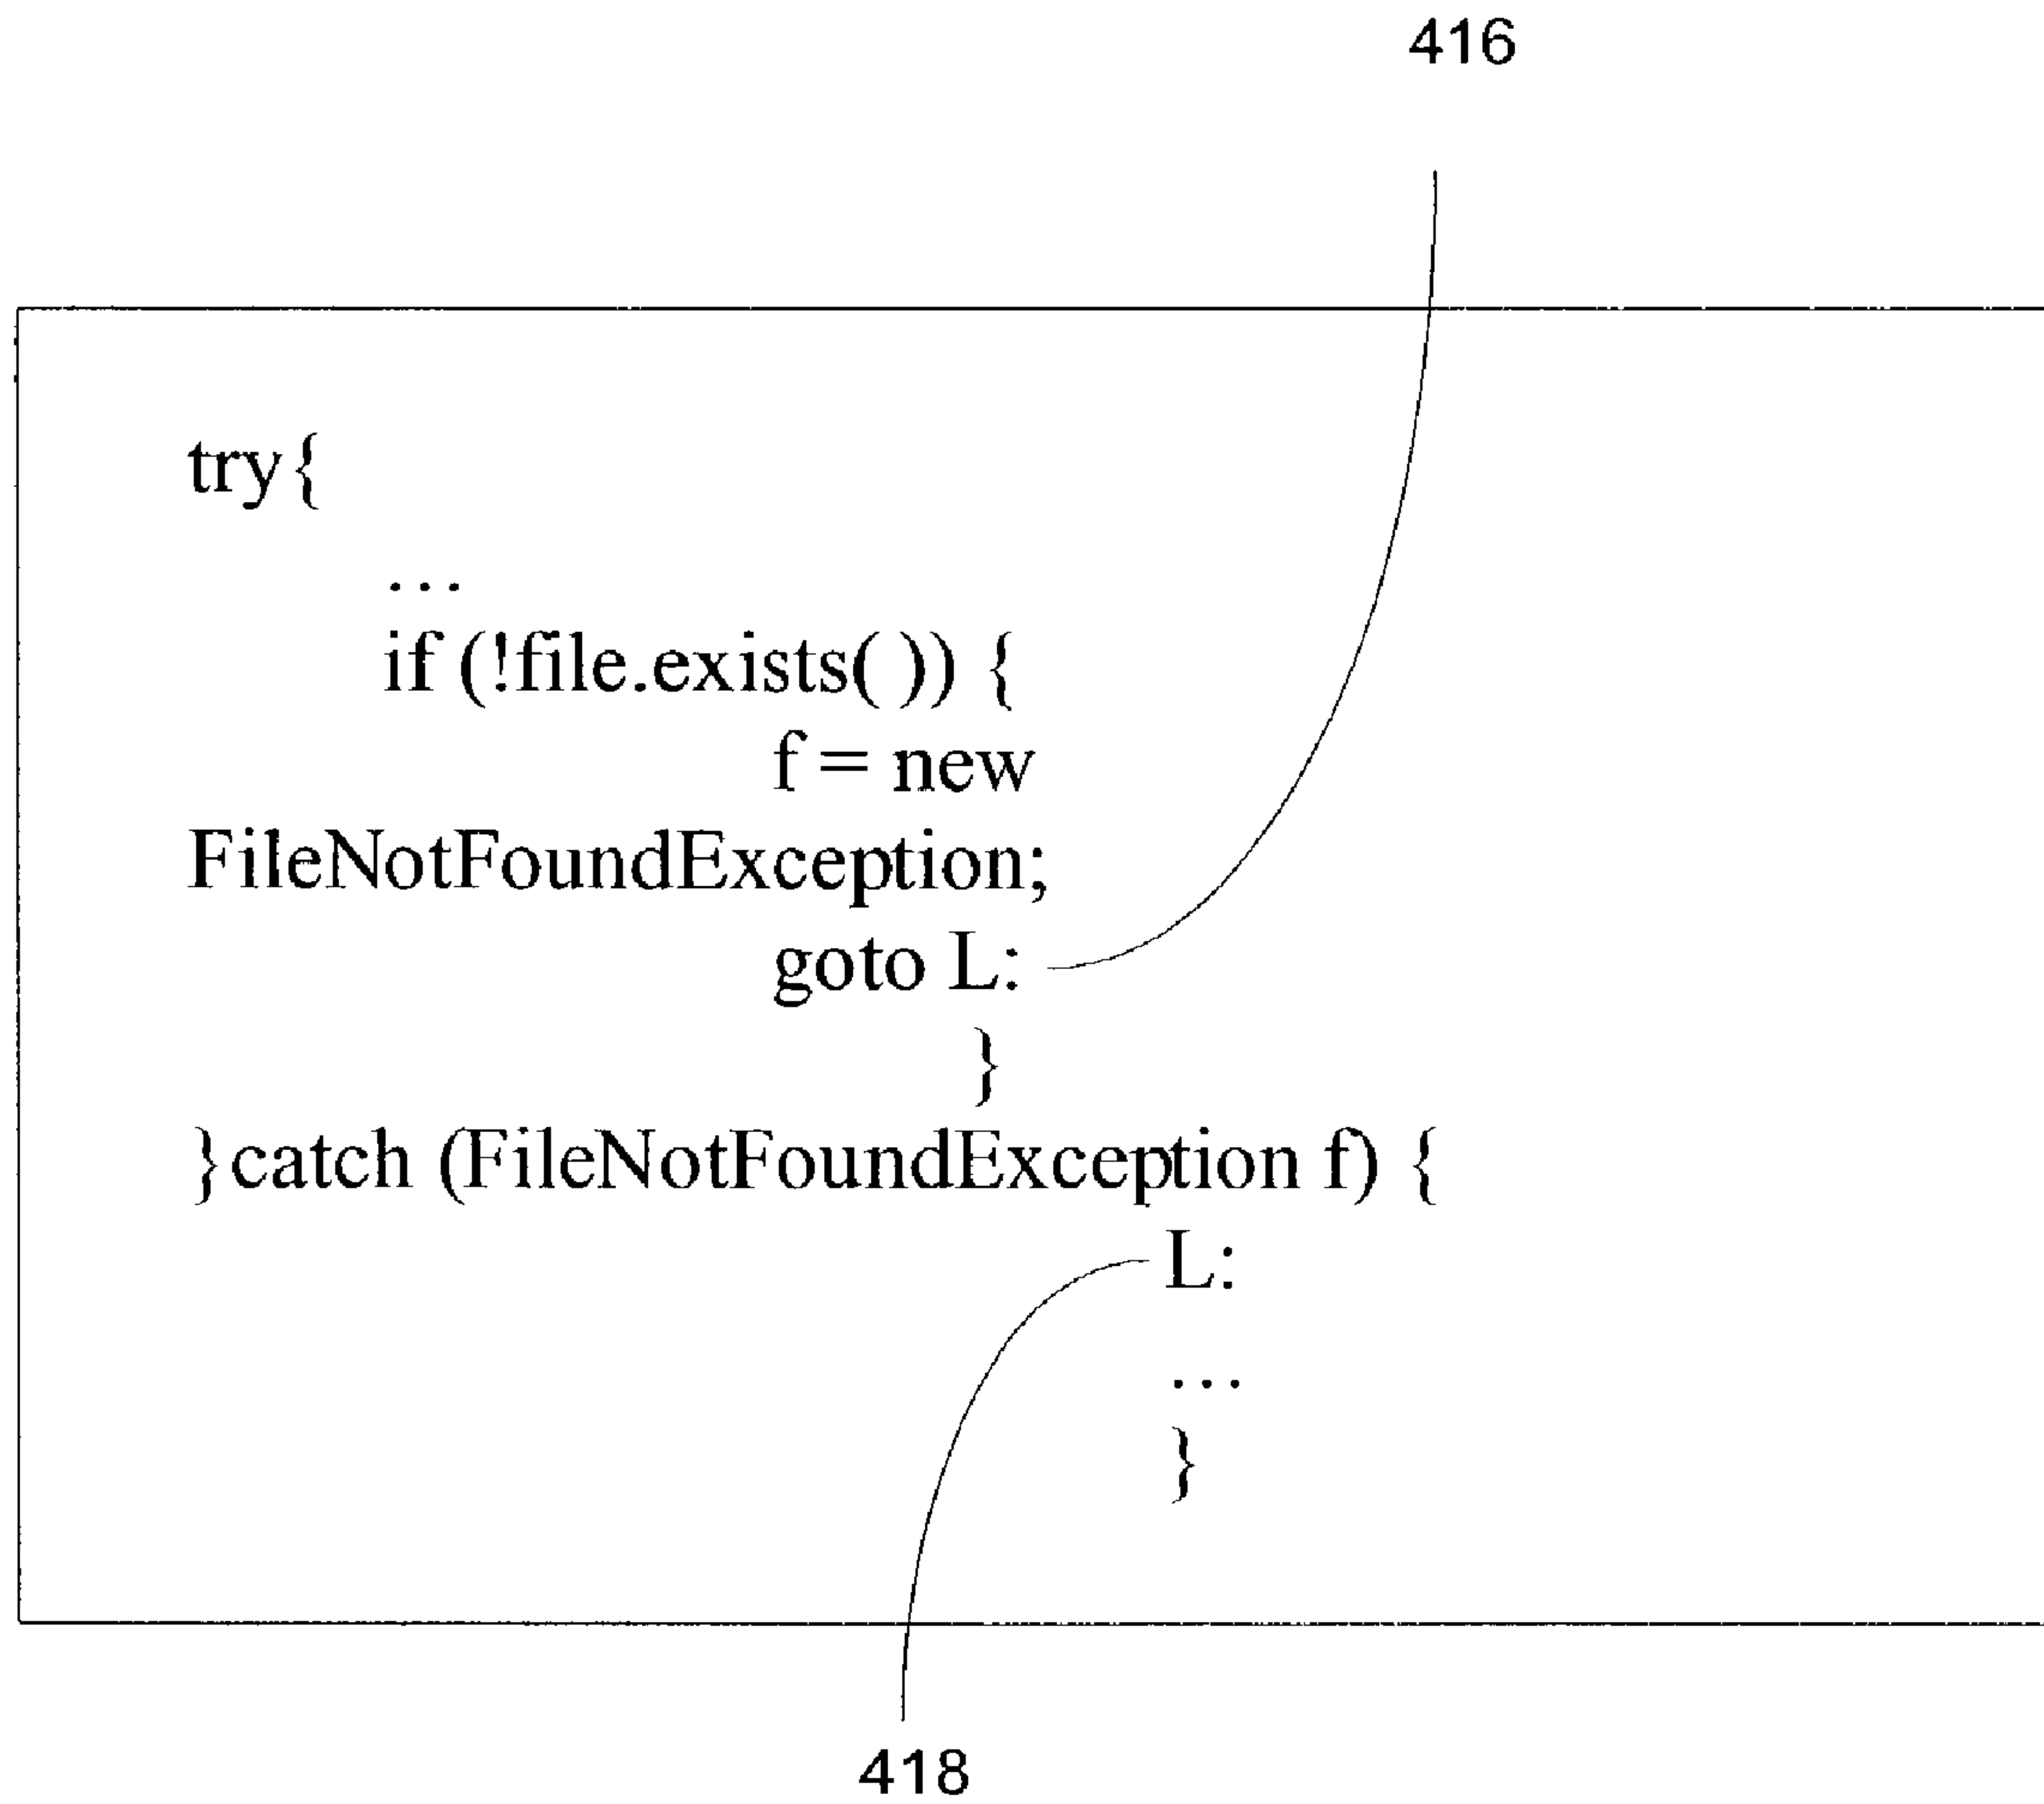 416
try{
...
if (!file.exists( )) {
f = new
FileNotFoundException;
goto L:
}
}catch (FileNotFoundException f) {
L:
...
}
418